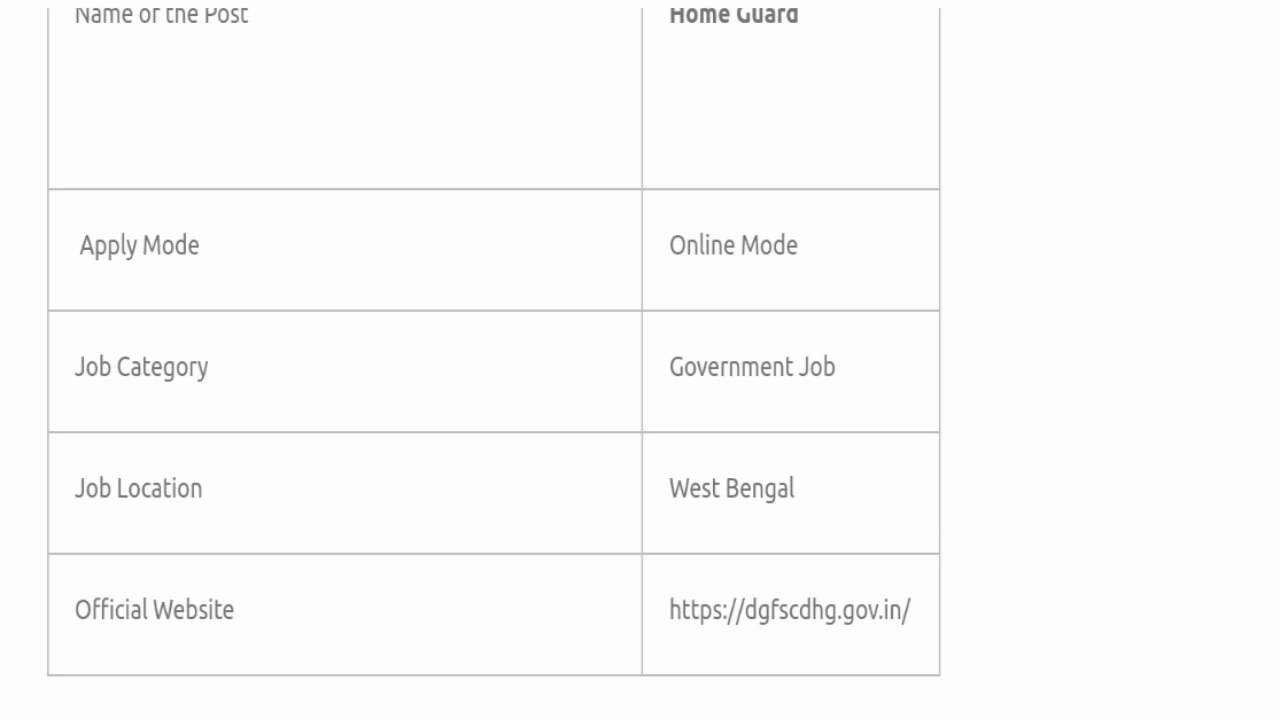 Name of the Post Home Guard
Apply Mode Online Mode
Job Category Government Job
Job Location West Bengal
Official Website https://dgfscdhg.gov.in/